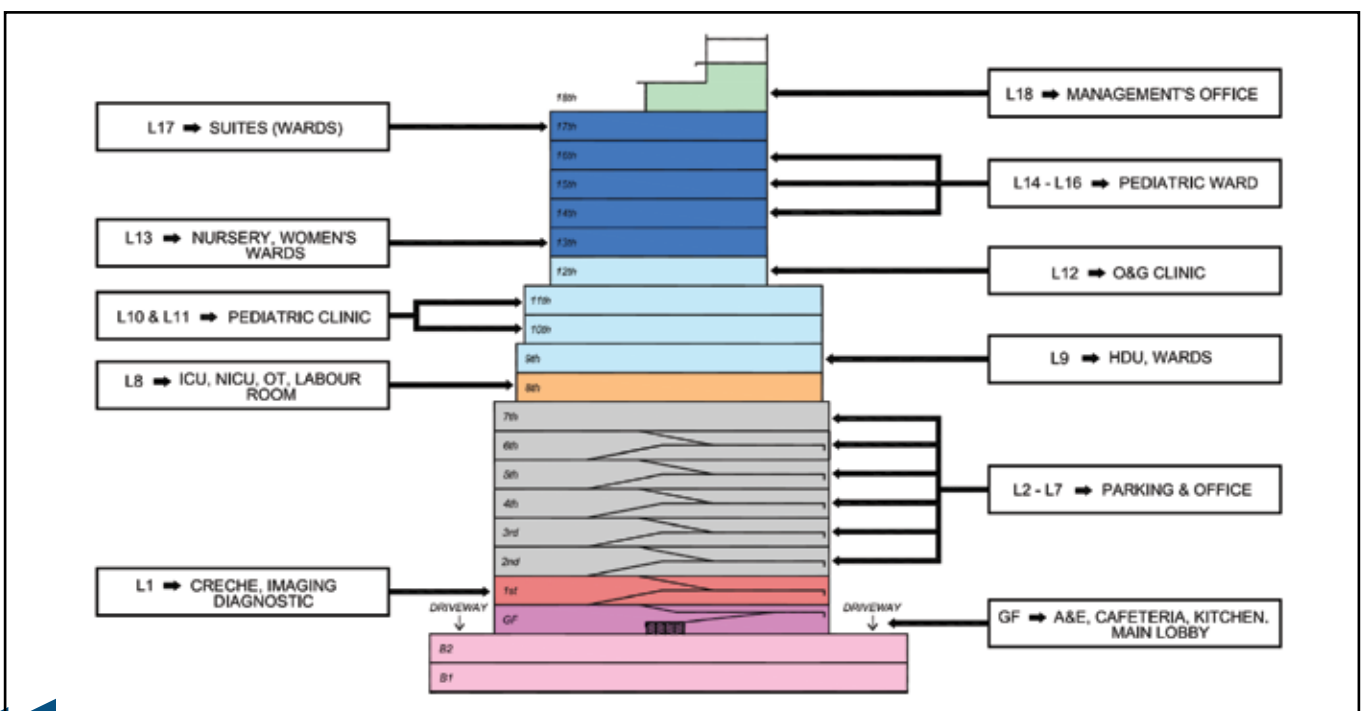 18th
L18 ➡ MANAGEMENT'S OFFICE
L17 ➡ SUITES (WARDS)
17th
16th
15th
L14 - L16 ➡ PEDIATRIC WARD
14th
L13 ➡ NURSERY, WOMEN'S
WARDS
13th
12th
L12 ➡ O&G CLINIC
11th
L10 & L11 ➡ PEDIATRIC CLINIC
10th
9th
L9 ➡ HDU, WARDS
L8 ➡ ICU, NICU, OT, LABOUR
ROOM
8th
7th
6th
5th
L2 - L7 ➡ PARKING & OFFICE
4th
3rd
2nd
L1 ➡ CRECHE, IMAGING
DIAGNOSTIC
1st
DRIVEWAY
GF
DRIVEWAY
GF ➡ A&E, CAFETERIA, KITCHEN.
MAIN LOBBY
B2
B1